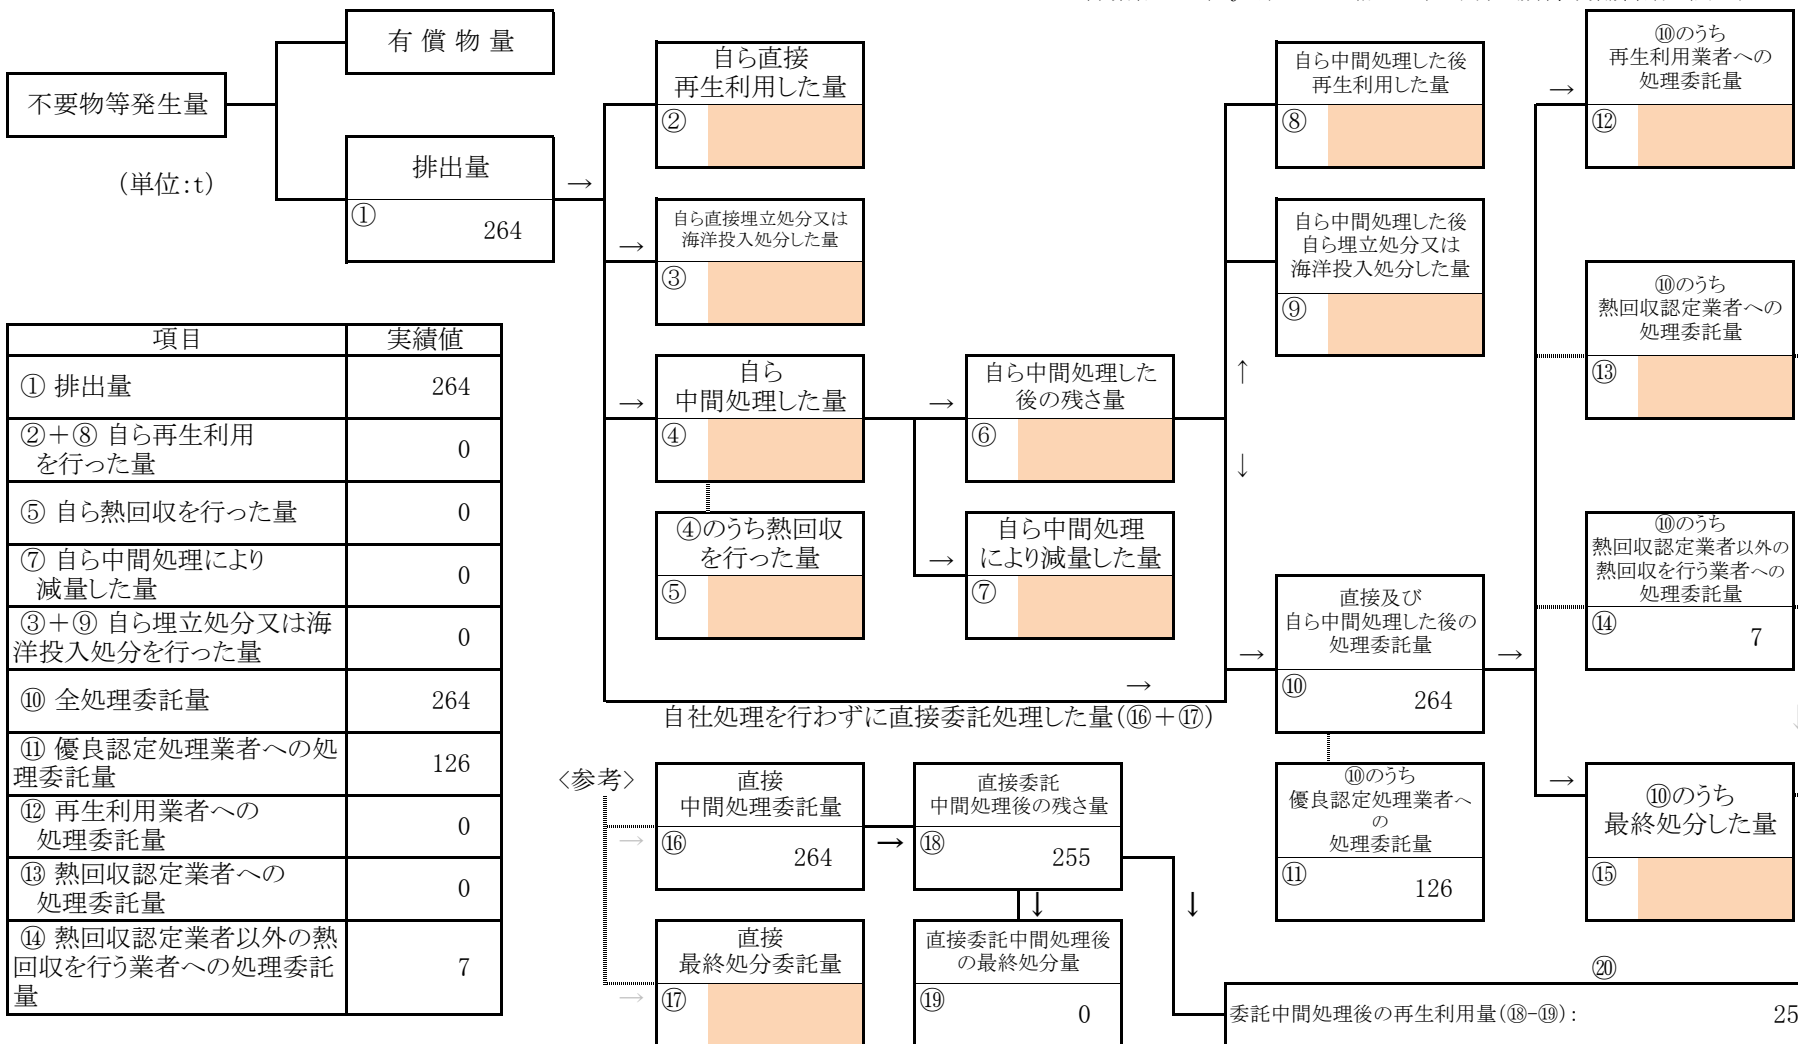 不要物等発生量
(単位:t)
有償物量
排出量
①
264
→
自ら直接
再生利用した量
②
→
自ら直接埋立処分又は
海洋投入処分した量
③
→
自ら
中間処理した量
④
④のうち熱回収
を行った量
⑤
→
自ら中間処理した
後の残さ量
⑥
→
自ら中間処理
により減量した量
⑦
自ら中間処理した後
再生利用した量
⑧
自ら中間処理した後
自ら埋立処分又は
海洋投入処分した量
⑨
↑
↓
→
自社処理を行わずに直接委託処理した量(⑯+⑰)
→
直接及び
自ら中間処理した後の
処理委託量
⑩
264
→
⑩のうち
優良認定処理業者へ
の
処理委託量
⑪
126
→
⑩のうち
再生利用業者への
処理委託量
⑫
⑩のうち
熱回収認定業者への
処理委託量
⑬
⑩のうち
熱回収認定業者以外の
熱回収を行う業者への
処理委託量
⑭
7
→
⑩のうち
最終処分した量
⑮
項目 実績値
① 排出量 264
②+⑧ 自ら再生利用
を行った量 0
⑤ 自ら熱回収を行った量 0
⑦ 自ら中間処理により
減量した量 0
③+⑨ 自ら埋立処分又は海
洋投入処分を行った量 0
⑩ 全処理委託量 264
⑪ 優良認定処理業者への処
理委託量 126
⑫ 再生利用業者への
処理委託量 0
⑬ 熱回収認定業者への
処理委託量 0
⑭ 熱回収認定業者以外の熱
回収を行う業者への処理委託
量 7
<参考>
→
直接
中間処理委託量
⑯
264
→
直接委託
中間処理後の残さ量
⑱
255
↓
↓
→
直接
最終処分委託量
⑰
直接委託中間処理後
の最終処分量
⑲
0
⑳
委託中間処理後の再生利用量(⑱-⑲): 25